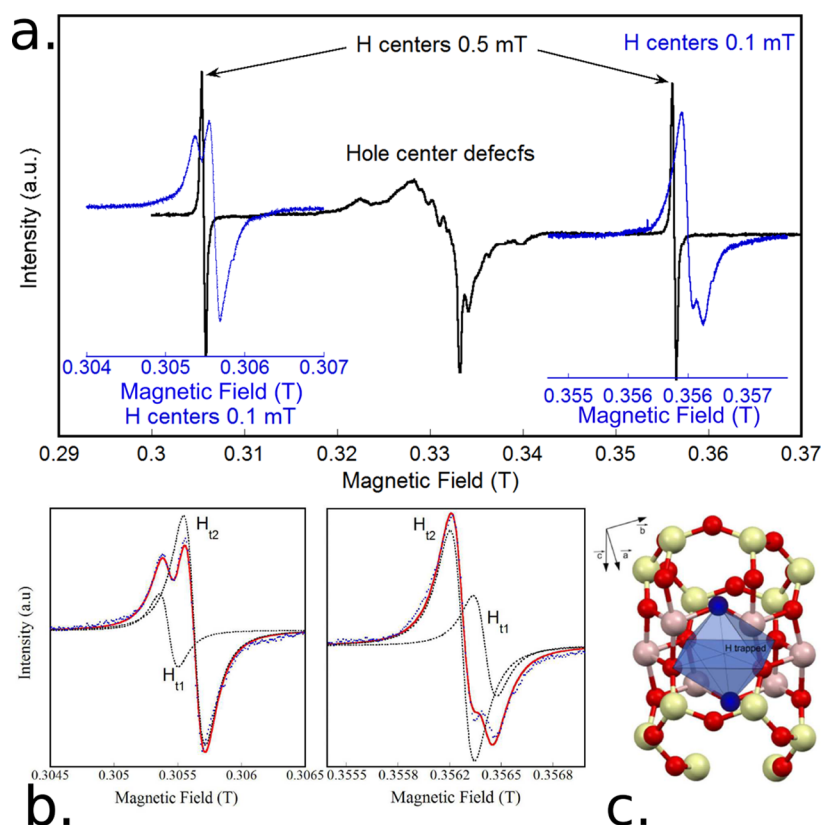 a.
H centers 0.5 mT
H centers 0.1 mT
Hole center defecfs
Intensity (a.u.)
0.304 0.305 0.306 0.307
Magnetic Field (T)
H centers 0.1 mT
0.355 0.356 0.356 0.357
Magnetic Field (T)
0.29 0.3 0.31 0.32 0.33 0.34 0.35 0.36 0.37
Magnetic Field (T)
Ht2
Ht1
Intensity (a.u)
0.3045 0.305 0.3055 0.306 0.3065
Magnetic Field (T)
b.
Ht2
Ht1
0.3555 0.3558 0.3562 0.3565 0.3568
Magnetic Field (T)
b
c a
H trapped
c.